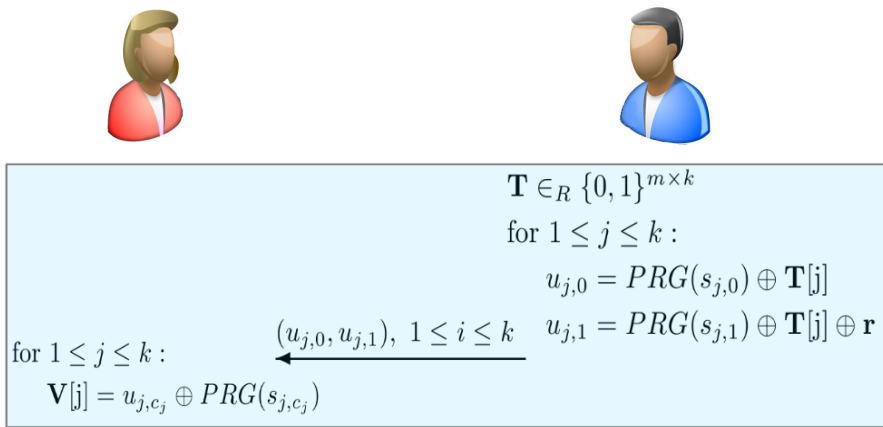 𝐓 ∈_R {0, 1}^{m×k}
for 1 ≤ j ≤ k :
u_{j,0} = PRG(s_{j,0}) ⊕ 𝐓[j]
u_{j,1} = PRG(s_{j,1}) ⊕ 𝐓[j] ⊕ 𝐫
(u_{j,0}, u_{j,1}), 1 ≤ i ≤ k
for 1 ≤ j ≤ k :
𝐕[j] = u_{j,c_j} ⊕ PRG(s_{j,c_j})